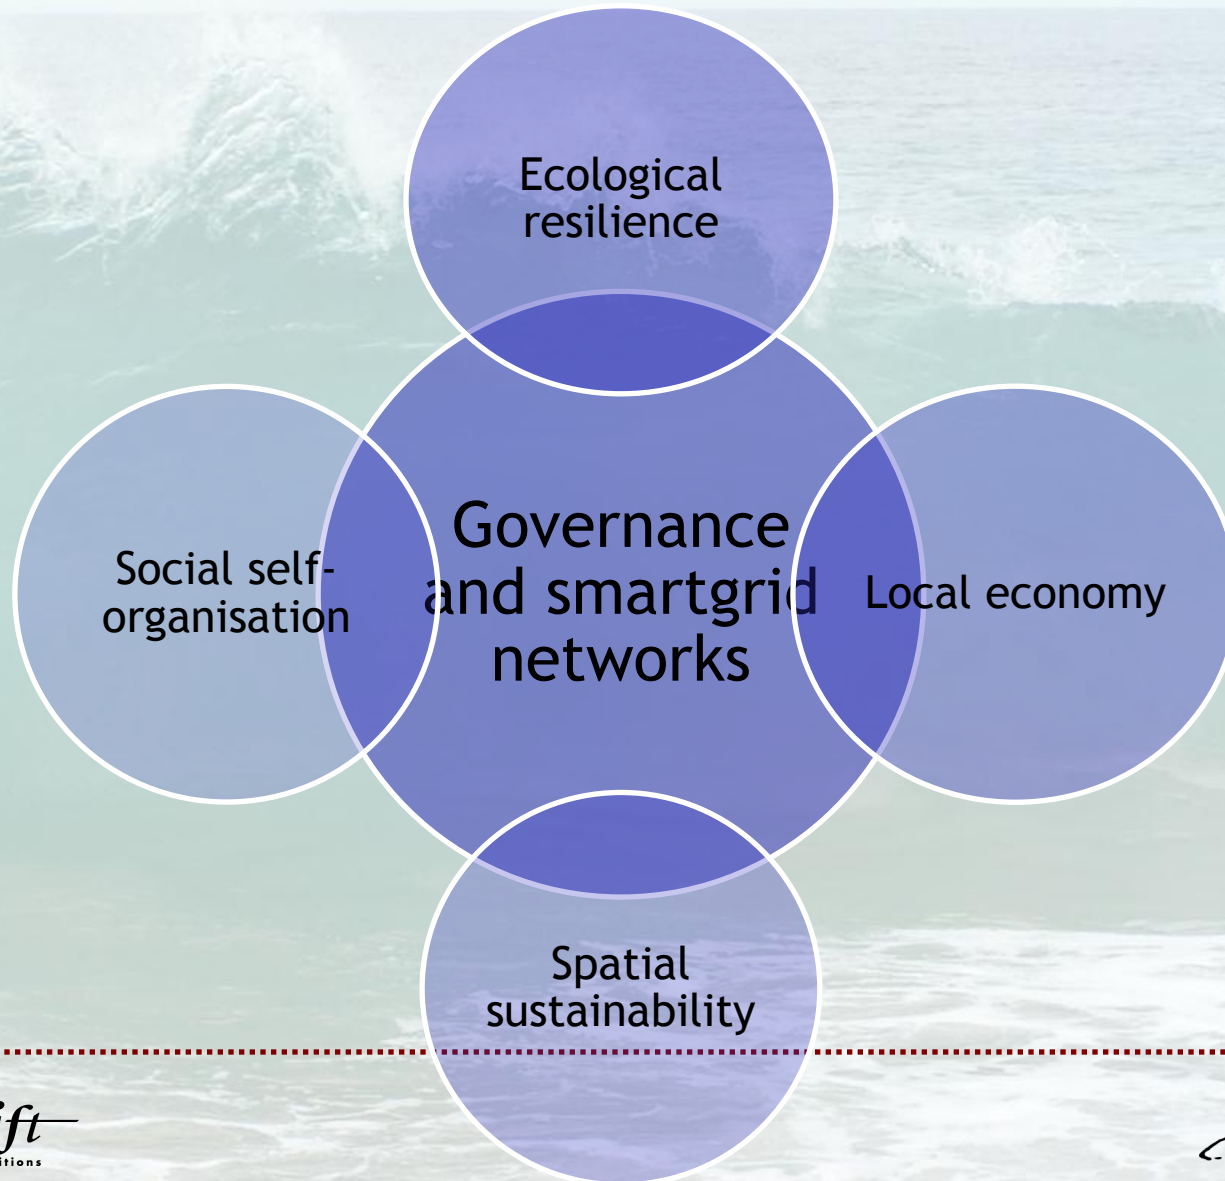 Ecological
resilience
Social self-
organisation
Governance
and smartgrid
networks
Local economy
Spatial
sustainability